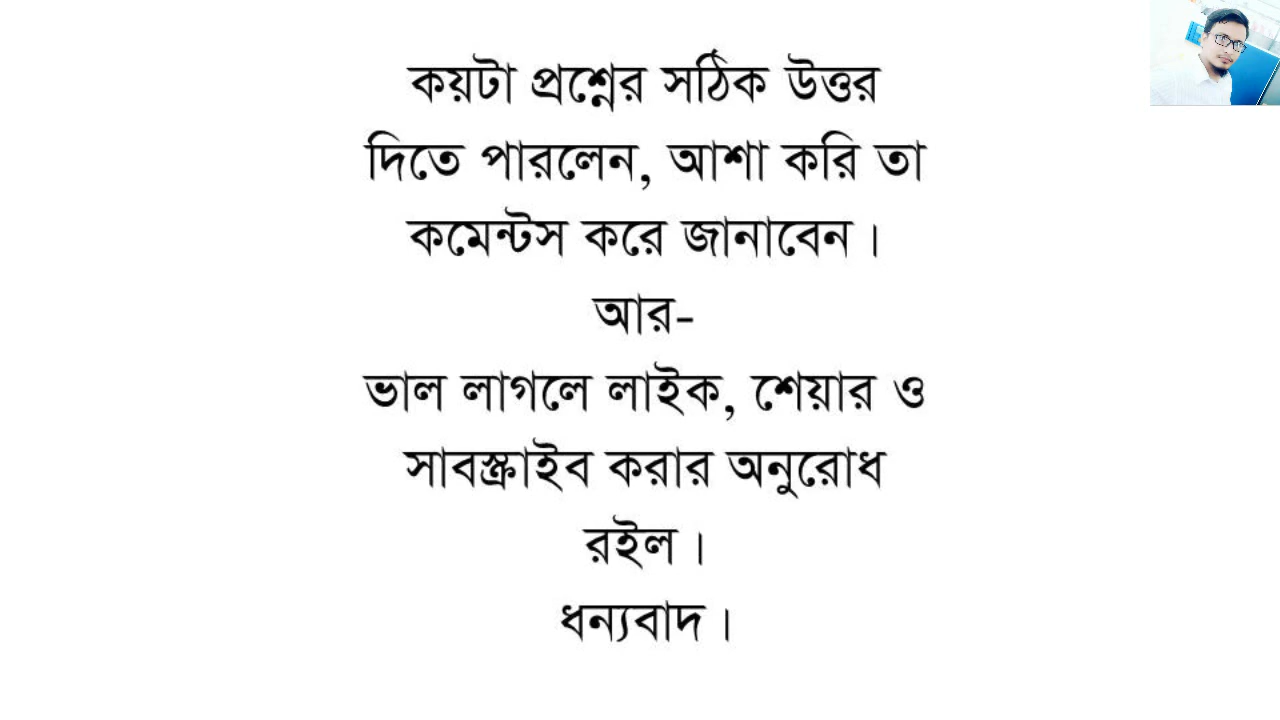 কয়টা প্রশ্নের সঠিক উত্তর
দিতে পারলেন, আশা করি তা
কমেন্টস করে জানাবেন।
আর-
ভাল লাগলে লাইক, শেয়ার ও
সাবস্ক্রাইব করার অনুরোধ
রইল।
ধন্যবাদ।